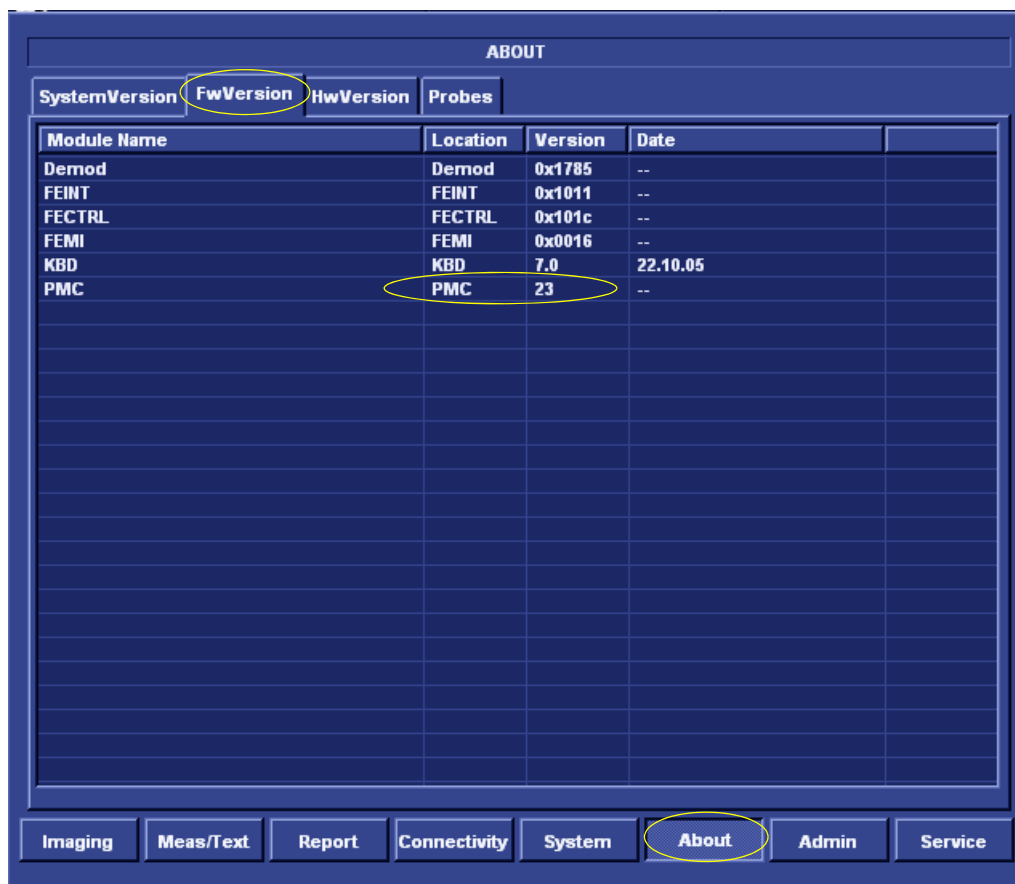 ABOUT
SystemVersion FwVersion HwVersion Probes
Module Name Location Version Date
Demod Demod 0x1785 --
FEINT FEINT 0x1011 --
FECTRL FECTRL 0x101c --
FEMI FEMI 0x0016 --
KBD KBD 7.0 22.10.05
PMC PMC 23 --
Imaging Meas/Text Report Connectivity System About Admin Service